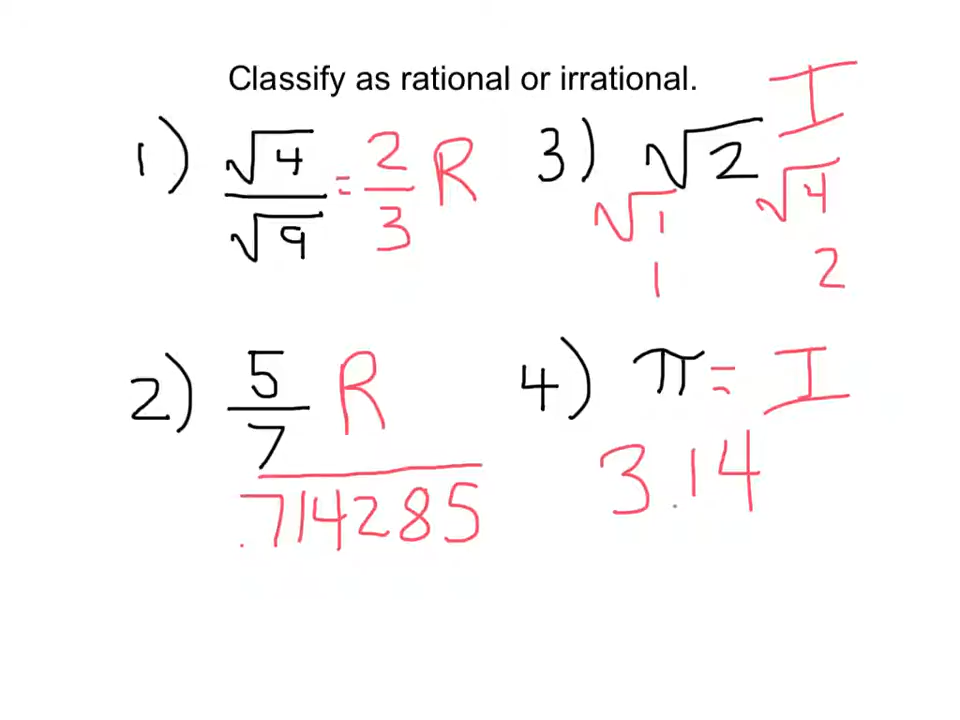 Classify as rational or irrational.
1) √4/√9 = 2/3 R
3) √2 I
√1 √4
1 2
2) 5/7 R
.714285
4) π = I
3.14